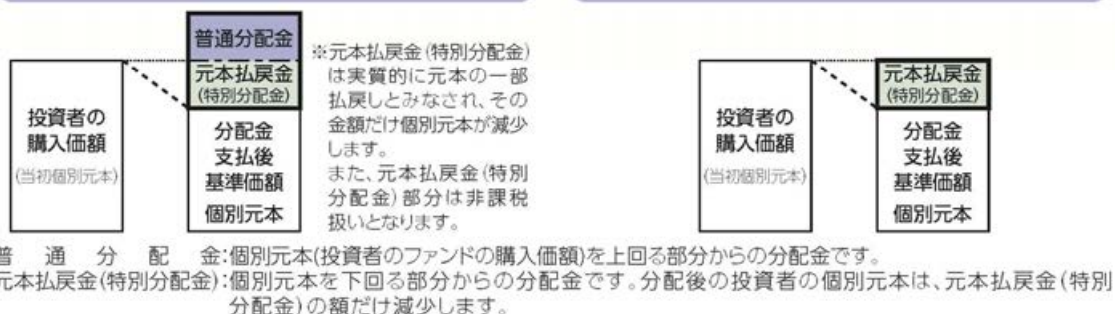 普通分配金
元本払戻金
(特別分配金)
投資者の
購入価額
(当初個別元本)
分配金
支払後
基準価額
個別元本
※元本払戻金(特別分配金)
は実質的に元本の一部
払戻しとみなされ、その
金額だけ個別元本が減少
します。
また、元本払戻金(特別
分配金)部分は非課税
扱いとなります。
投資者の
購入価額
(当初個別元本)
元本払戻金
(特別分配金)
分配金
支払後
基準価額
個別元本
普通分配金:個別元本(投資者のファンドの購入価額)を上回る部分からの分配金です。
元本払戻金(特別分配金):個別元本を下回る部分からの分配金です。分配後の投資者の個別元本は、元本払戻金(特別
分配金)の額だけ減少します。